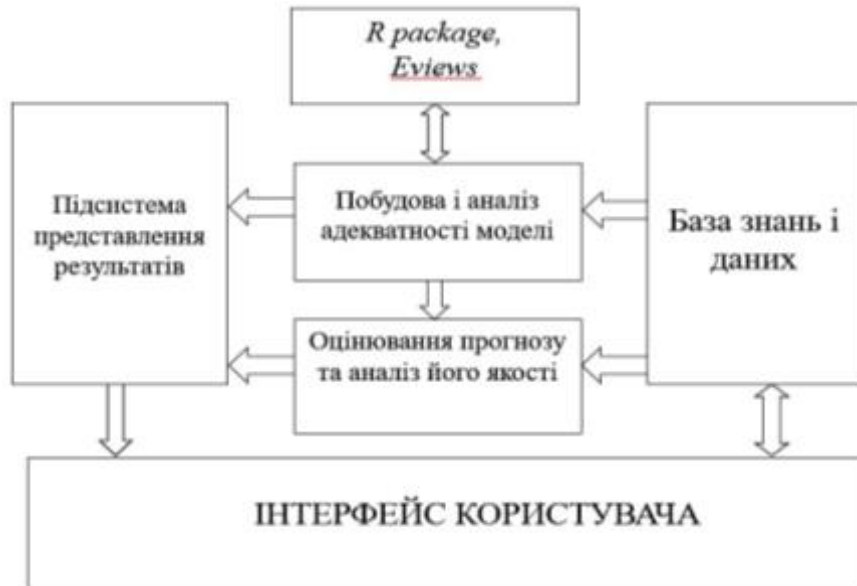 R package,
Eviews
Підсистема
представлення
результатів
Побудова і аналіз
адекватності моделі
База знань і
даних
Оцінювання прогнозу
та аналіз його якості
ІНТЕРФЕЙС КОРИСТУВАЧА